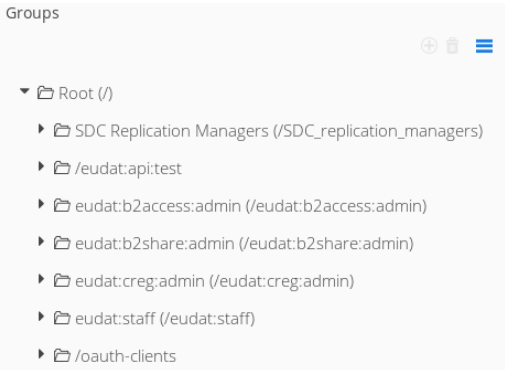 Groups
Root (/)
SDC Replication Managers (/SDC_replication_managers)
/eudat:api:test
eudat:b2access:admin (/eudat:b2access:admin)
eudat:b2share:admin (/eudat:b2share:admin)
eudat:creg:admin (/eudat:creg:admin)
eudat:staff (/eudat:staff)
/oauth-clients